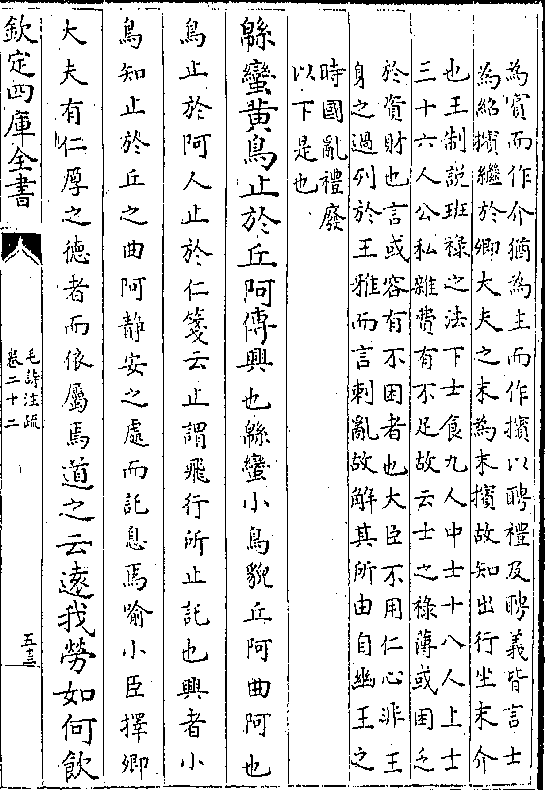 為賓而作介猶為主而作擯以聘禮及聘義皆言士
為紹擯繼於卿大夫之末為末擯故知出行坐末介
也王制説班祿之法下士食九人中士十八人上士
三十六人公私雜費有不足故云士之祿薄或困乏
於資財也言或容有不困者也大臣不用仁心非王
身之過列於王雅而言刺亂故解其所由自幽王之
時國亂禮廢
以下是也
緜蠻黄鳥止於丘阿傳興也緜蠻小鳥貌丘阿曲阿也
鳥止於阿人止於仁箋云止謂飛行所止託也興者小
鳥知止於丘之曲阿静安之處而託息焉喻小臣擇卿
大夫有仁厚之德者而依屬焉道之云遠我勞如何飲
欽定四庫全書
毛詩注疏
卷二十二
五十三